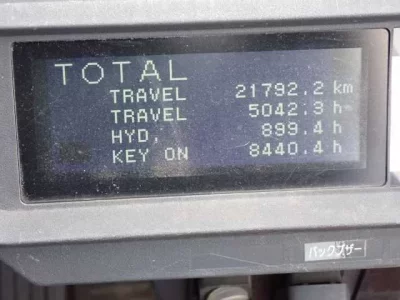 TOTAL
TRAVEL 21792.2 km
TRAVEL 5042.3 h
HYD. 899.4 h
KEY ON 8440.4 h
バックブザー